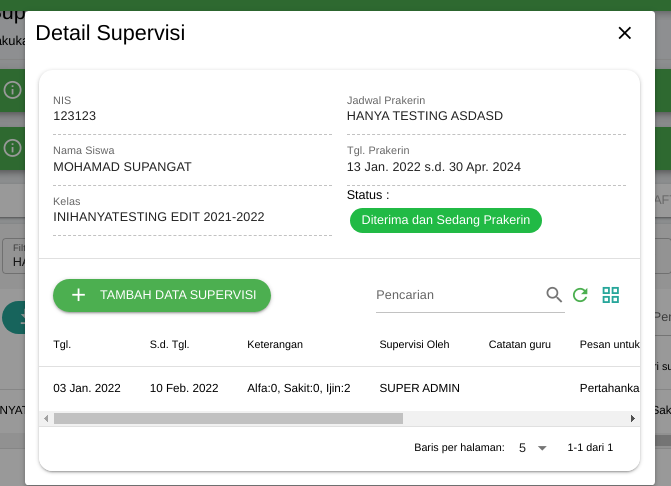 Detail Supervisi
NIS
123123
Jadwal Prakerin
HANYA TESTING ASDASD
Nama Siswa
MOHAMAD SUPANGAT
Tgl. Prakerin
13 Jan. 2022 s.d. 30 Apr. 2024
Kelas
INIHANYATESTING EDIT 2021-2022
Status :
Diterima dan Sedang Prakerin
TAMBAH DATA SUPERVISI
Pencarian
Tgl. S.d. Tgl. Keterangan Supervisi Oleh Catatan guru Pesan untuk
03 Jan. 2022 10 Feb. 2022 Alfa:0, Sakit:0, Ijin:2 SUPER ADMIN Pertahanka
Baris per halaman: 5 1-1 dari 1